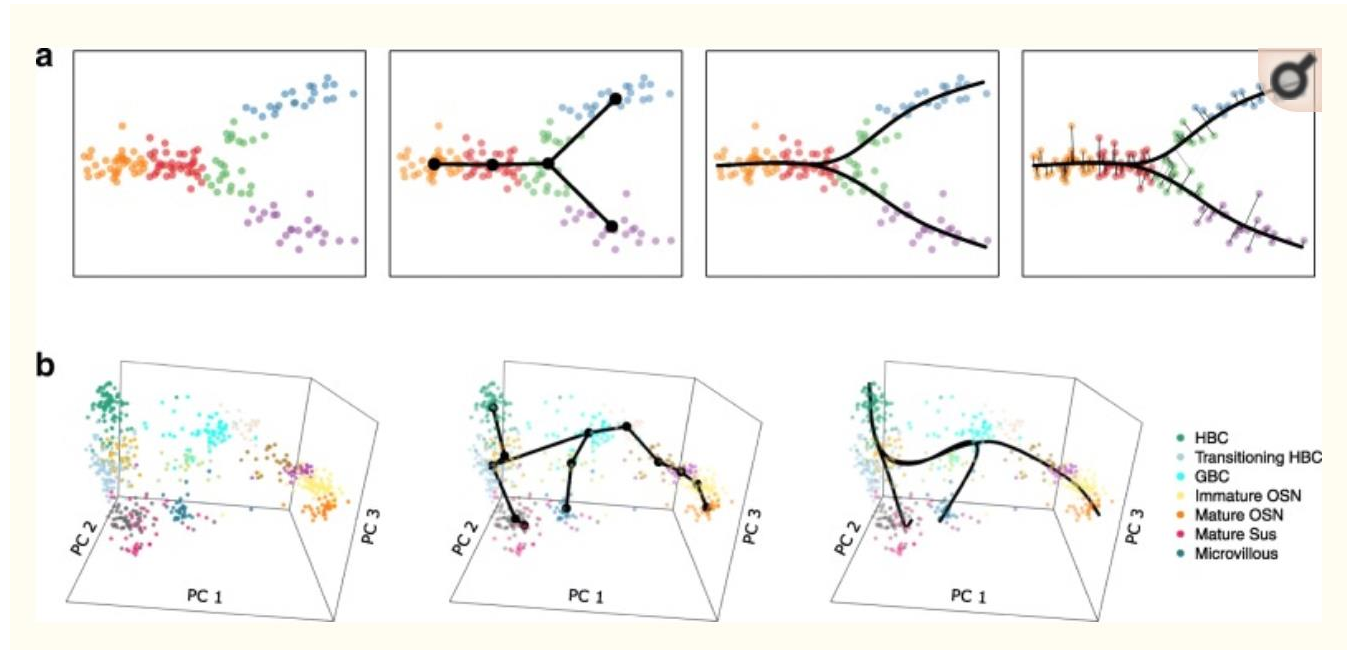 a
b
PC 2
PC 1
PC 3
PC 2
PC 1
PC 3
PC 2
PC 1
PC 3
HBC
Transitioning HBC
GBC
Immature OSN
Mature OSN
Mature Sus
Microvillous